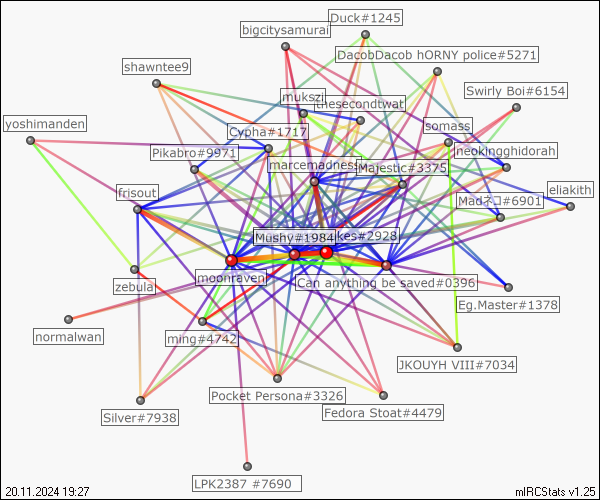 Duck#1245
bigcitysamurai
DacobDacob hORNY police#5271
shawntee9
Swirly Boi#6154
mukszi
thesecondtwat
yoshimanden
somass
Cypha#1717
neokingghidorah
Pikabro#9971
marcemadness
Majestic#3375
frisout
eliakith
Madネコ#6901
Mushy#1984
kes#2928
moonraven
zebula
Can anything be saved#0396
Eg.Master#1378
normalwan
ming#4742
JKOUYH VIII#7034
Pocket Persona#3326
Silver#7938
Fedora Stoat#4479
LPK2387 #7690
20.11.2024 19:27
mIRCStats v1.25